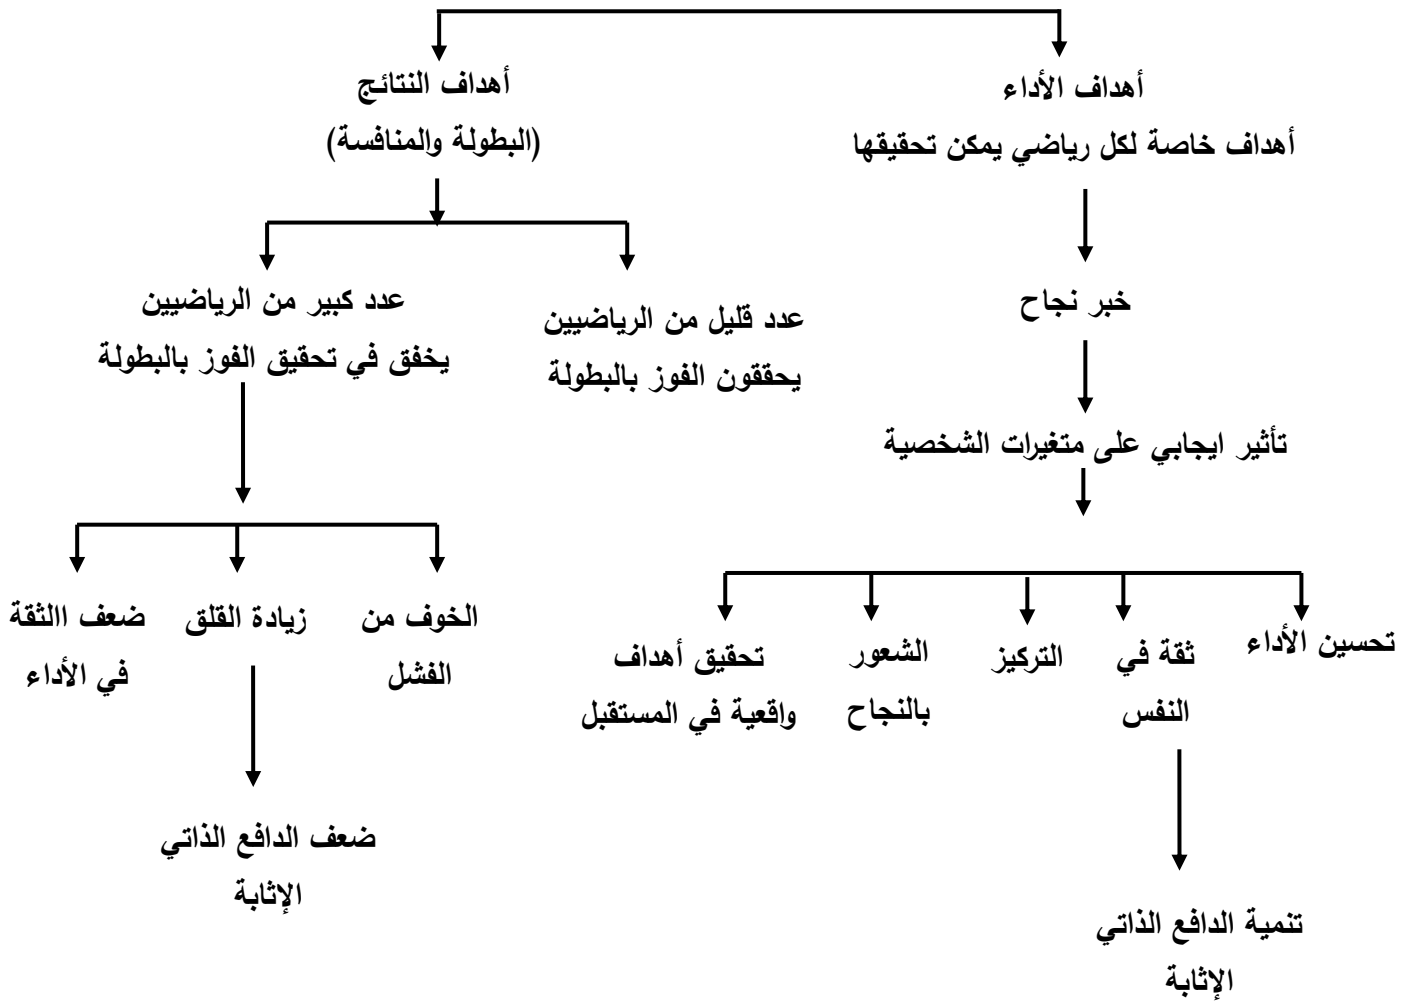 أهداف الأداء
أهداف خاصة لكل رياضي يمكن تحقيقها
خبر نجاح
تأثير ايجابي على متغيرات الشخصية
تحسين الأداء
ثقة في
النفس
التركيز
الشعور
بالنجاح
تحقيق أهداف
واقعية في المستقبل
تنمية الدافع الذاتي
الإثابة
أهداف النتائج
(البطولة والمنافسة)
عدد قليل من الرياضيين
يحققون الفوز بالبطولة
عدد كبير من الرياضيين
يخفق في تحقيق الفوز بالبطولة
الخوف من
الفشل
زيادة القلق
ضعف االثقة
في الأداء
ضعف الدافع الذاتي
الإثابة